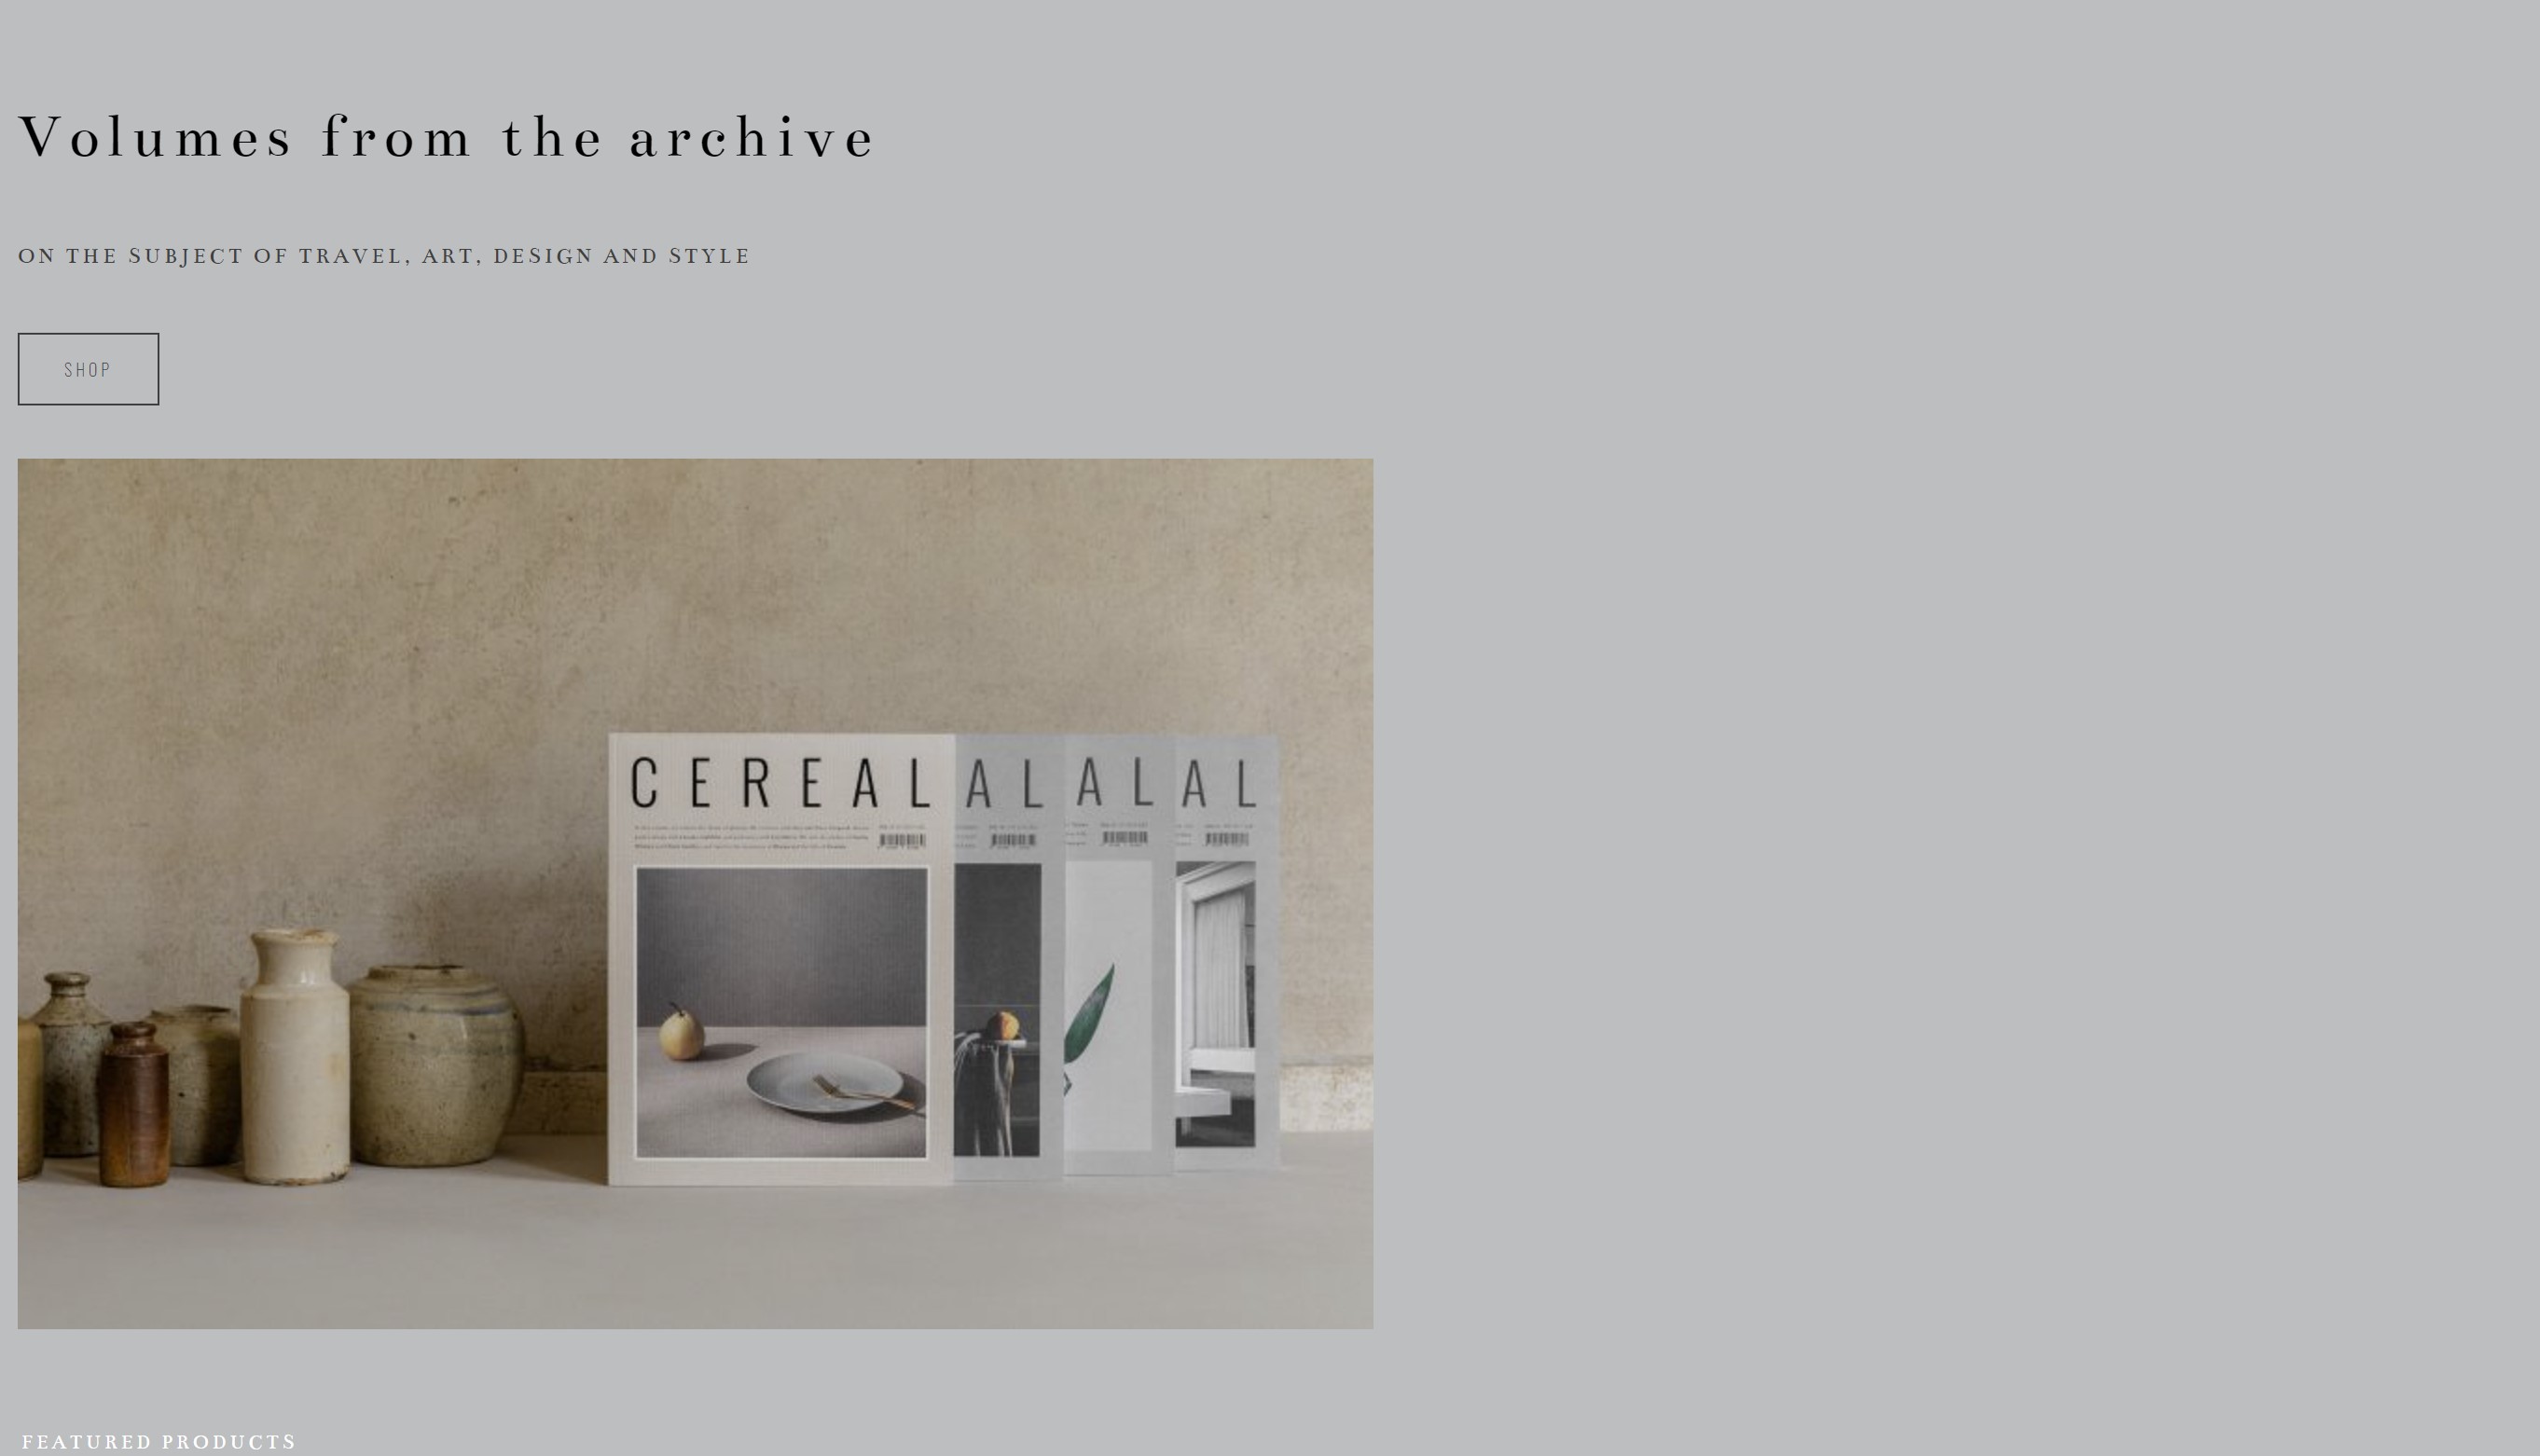 Volumes from the archive
ON THE SUBJECT OF TRAVEL, ART, DESIGN AND STYLE
SHOP
CEREAL
AL
AL
AL
FEATURED PRODUCTS